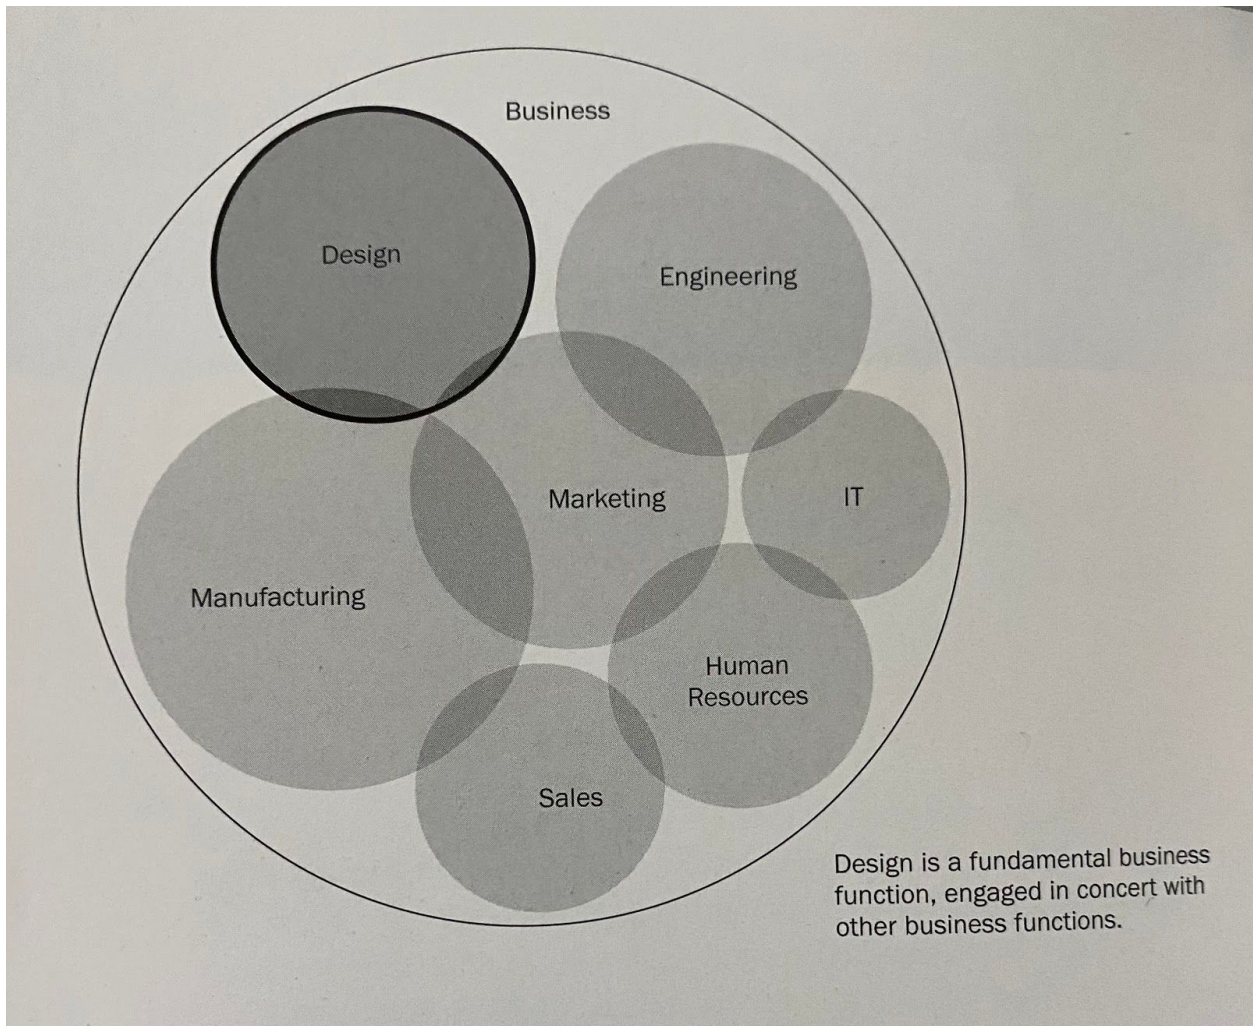 Business
Design
Engineering
Marketing
IT
Manufacturing
Human
Resources
Sales
Design is a fundamental business
function, engaged in concert with
other business functions.